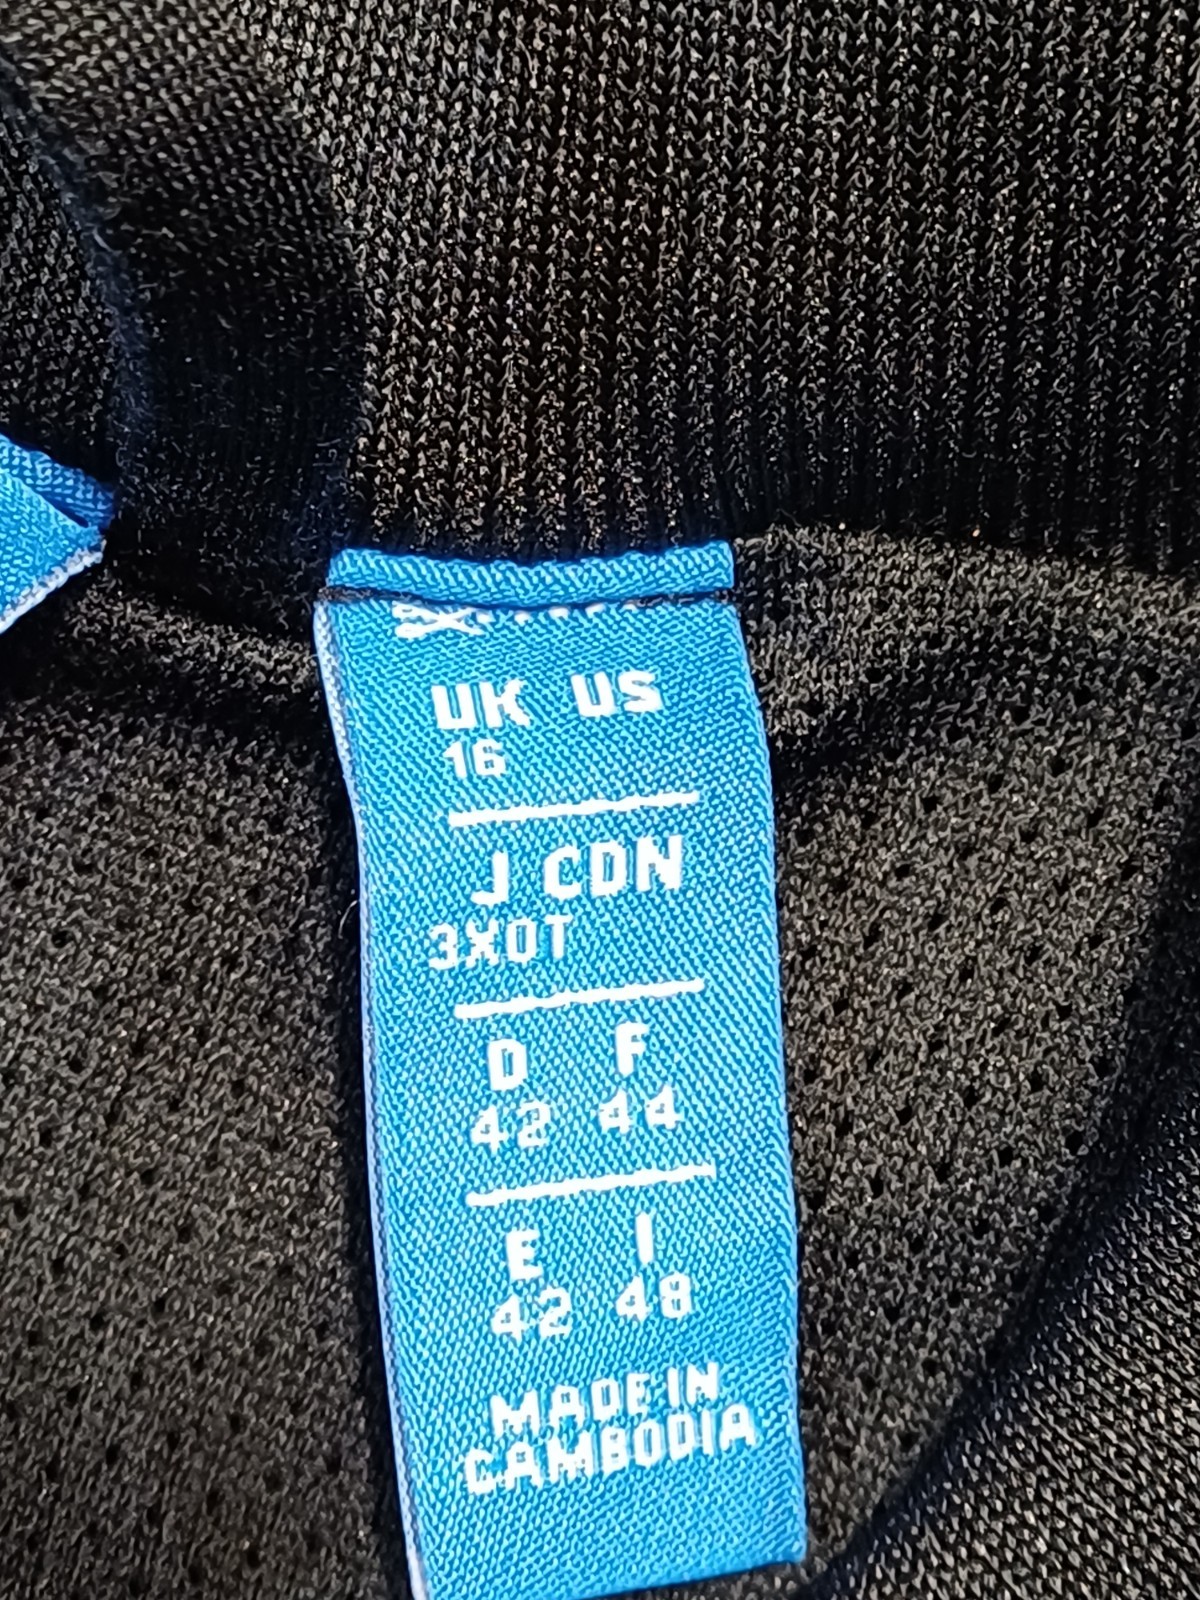 UK US
16
J CDN
3XOT
D F
42 44
E I
42 48
MADE IN
CAMBODIA